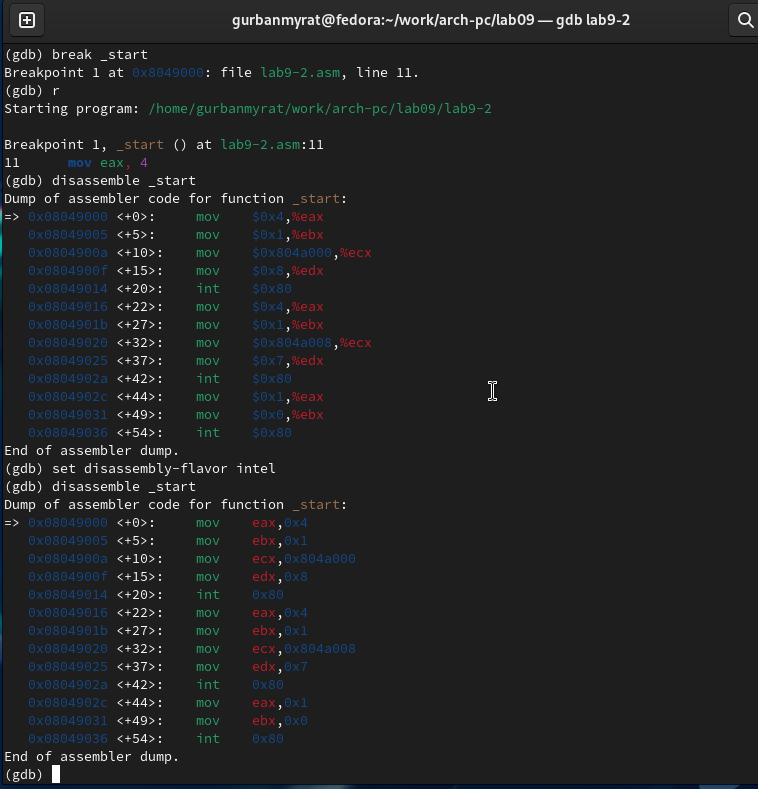 gurbanmyrat@fedora:~/work/arch-pc/lab09 — gdb lab9-2
(gdb) break _start
Breakpoint 1 at 0x8049000: file lab9-2.asm, line 11.
(gdb) r
Starting program: /home/gurbanmyrat/work/arch-pc/lab09/lab9-2
Breakpoint 1, _start () at lab9-2.asm:11
11      mov eax, 4
(gdb) disassemble _start
Dump of assembler code for function _start:
=> 0x08049000 <+0>:     mov    $0x4,%eax
   0x08049005 <+5>:     mov    $0x1,%ebx
   0x0804900a <+10>:    mov    $0x804a000,%ecx
   0x0804900f <+15>:    mov    $0x8,%edx
   0x08049014 <+20>:    int    $0x80
   0x08049016 <+22>:    mov    $0x4,%eax
   0x0804901b <+27>:    mov    $0x1,%ebx
   0x08049020 <+32>:    mov    $0x804a008,%ecx
   0x08049025 <+37>:    mov    $0x7,%edx
   0x0804902a <+42>:    int    $0x80
   0x0804902c <+44>:    mov    $0x1,%eax
   0x08049031 <+49>:    mov    $0x0,%ebx
   0x08049036 <+54>:    int    $0x80
End of assembler dump.
(gdb) set disassembly-flavor intel
(gdb) disassemble _start
Dump of assembler code for function _start:
=> 0x08049000 <+0>:     mov    eax,0x4
   0x08049005 <+5>:     mov    ebx,0x1
   0x0804900a <+10>:    mov    ecx,0x804a000
   0x0804900f <+15>:    mov    edx,0x8
   0x08049014 <+20>:    int    0x80
   0x08049016 <+22>:    mov    eax,0x4
   0x0804901b <+27>:    mov    ebx,0x1
   0x08049020 <+32>:    mov    ecx,0x804a008
   0x08049025 <+37>:    mov    edx,0x7
   0x0804902a <+42>:    int    0x80
   0x0804902c <+44>:    mov    eax,0x1
   0x08049031 <+49>:    mov    ebx,0x0
   0x08049036 <+54>:    int    0x80
End of assembler dump.
(gdb)